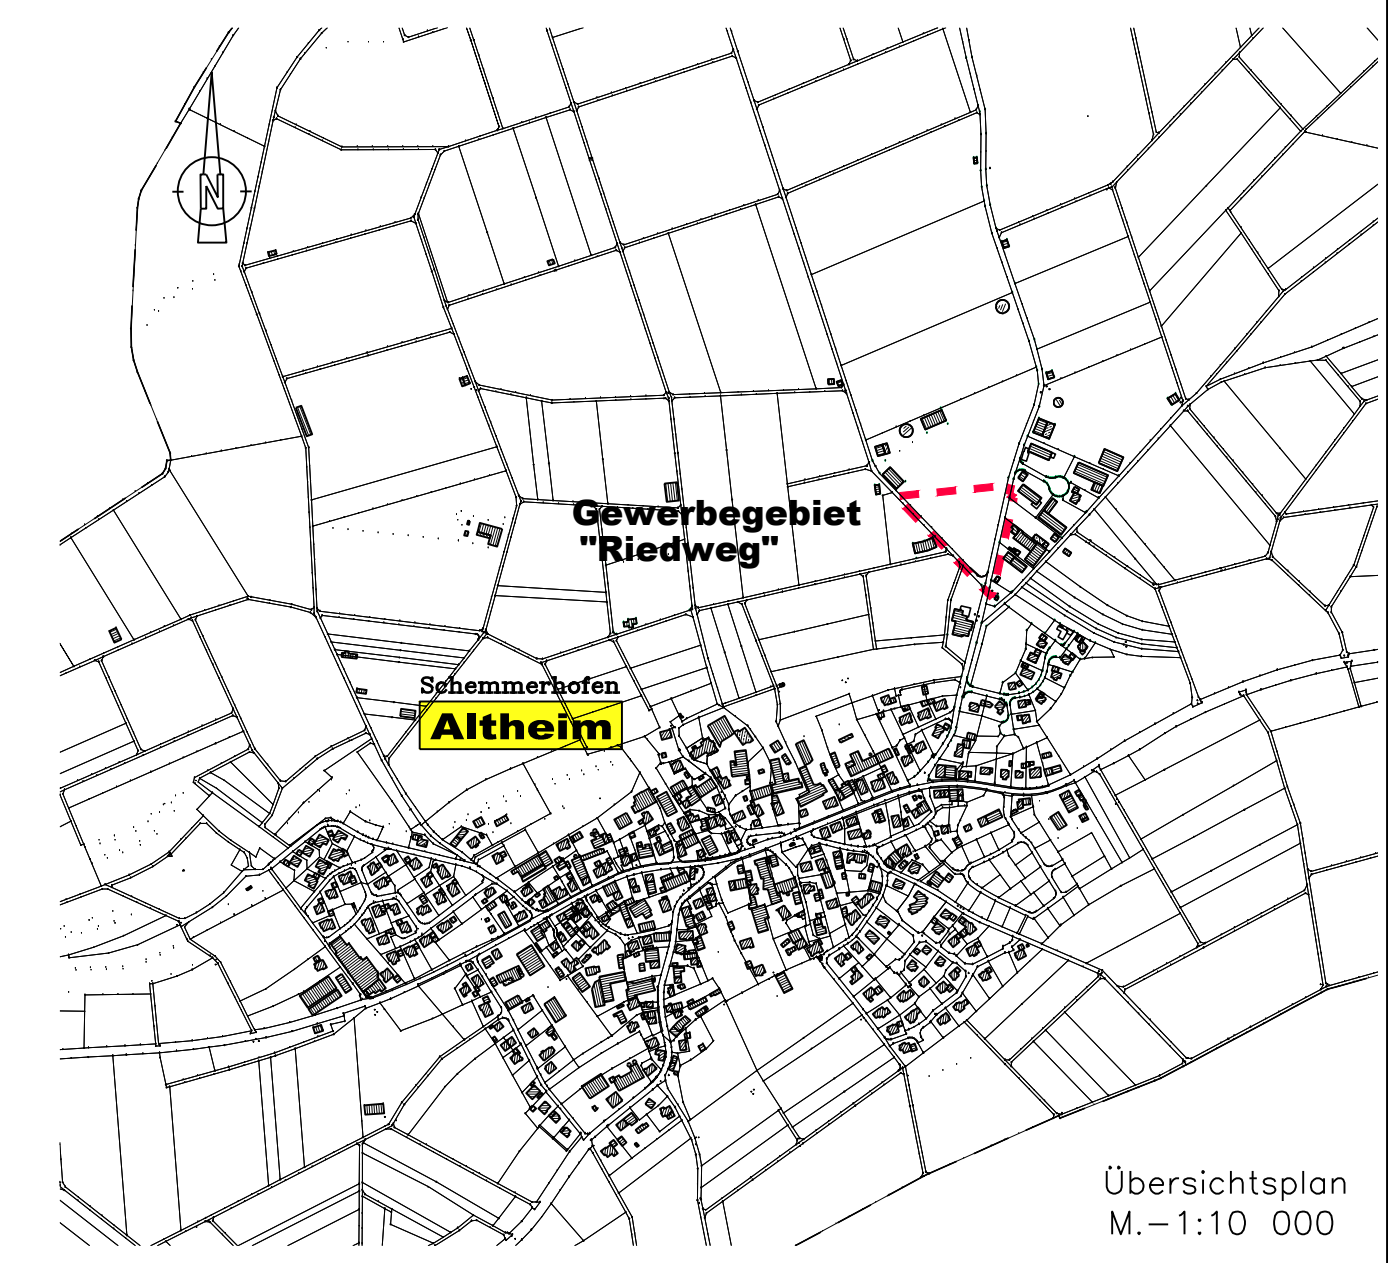 N
Gewerbegebiet
"Riedweg"
Schemmerhofen
Altheim
Übersichtsplan
M.-1:10 000